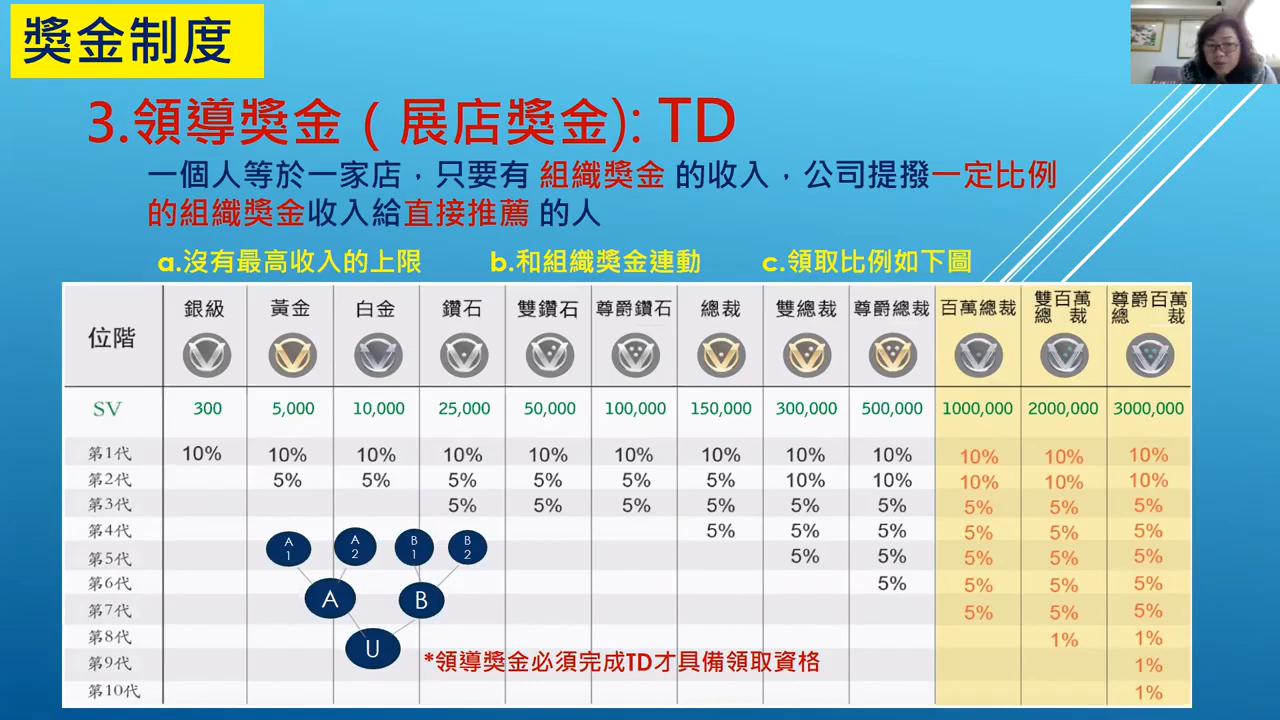 獎金制度
3.領導獎金（展店獎金): TD
一個人等於一家店，只要有 組織獎金 的收入，公司提撥一定比例
的組織獎金收入給直接推薦 的人
a.沒有最高收入的上限 b.和組織獎金連動 c.領取比例如下圖
位階 銀級 黃金 白金 鑽石 雙鑽石 尊爵鑽石 總裁 雙總裁 尊爵總裁 百萬總裁 雙百萬總裁 尊爵百萬總裁
SV 300 5,000 10,000 25,000 50,000 100,000 150,000 300,000 500,000 1000,000 2000,000 3000,000
第1代 10% 10% 10% 10% 10% 10% 10% 10% 10% 10% 10% 10%
第2代 5% 5% 5% 5% 5% 5% 10% 10% 10% 10% 10%
第3代 5% 5% 5% 5% 5% 5% 5% 5% 5%
第4代 5% 5% 5% 5% 5% 5%
第5代 5% 5% 5% 5% 5%
第6代 5% 5% 5% 5%
第7代 5% 5% 5%
第8代 1% 1%
第9代 1%
第10代 1%
A1 A2 B1 B2
A B
U
*領導獎金必須完成TD才具備領取資格